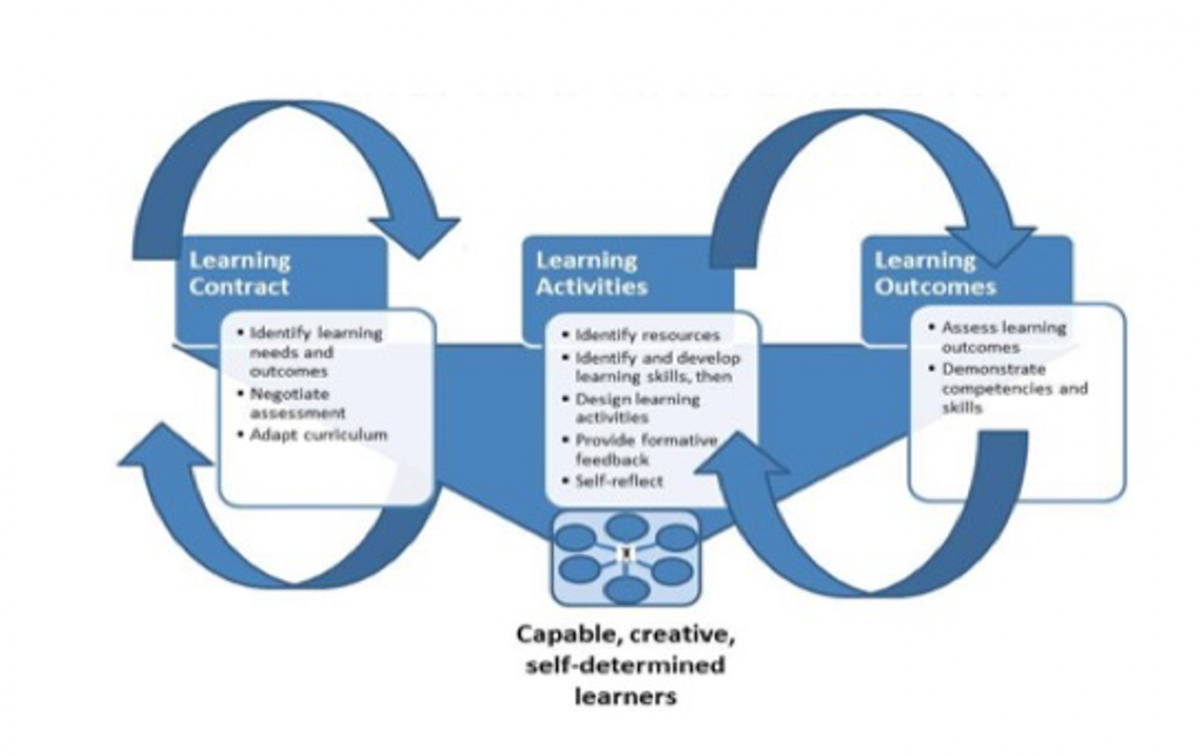 Learning
Contract
▪ Identify learning
needs and
outcomes
▪ Negotiate
assessment
▪ Adapt curriculum
Learning
Activities
▪ Identify resources
▪ Identify and develop
learning skills, then
▪ Design learning
activities
▪ Provide formative
feedback
▪ Self-reflect
Learning
Outcomes
▪ Assess learning
outcomes
▪ Demonstrate
competencies and
skills
Capable, creative,
self-determined
learners